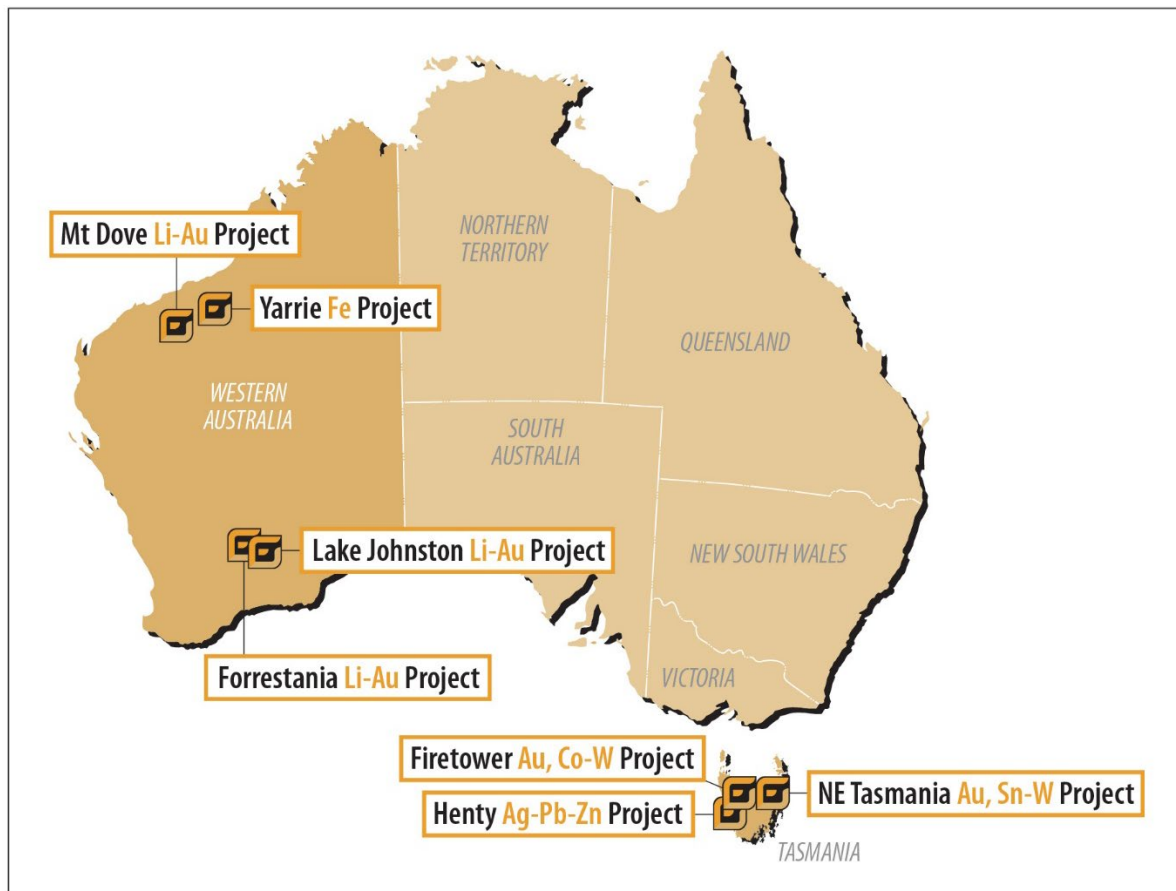 NORTHERN
TERRITORY
Mt Dove Li-Au Project
Yarrie Fe Project
QUEENSLAND
WESTERN
AUSTRALIA
SOUTH
AUSTRALIA
Lake Johnston Li-Au Project
NEW SOUTH WALES
Forrestania Li-Au Project
VICTORIA
Firetower Au, Co-W Project
NE Tasmania Au, Sn-W Project
Henty Ag-Pb-Zn Project
TASMANIA